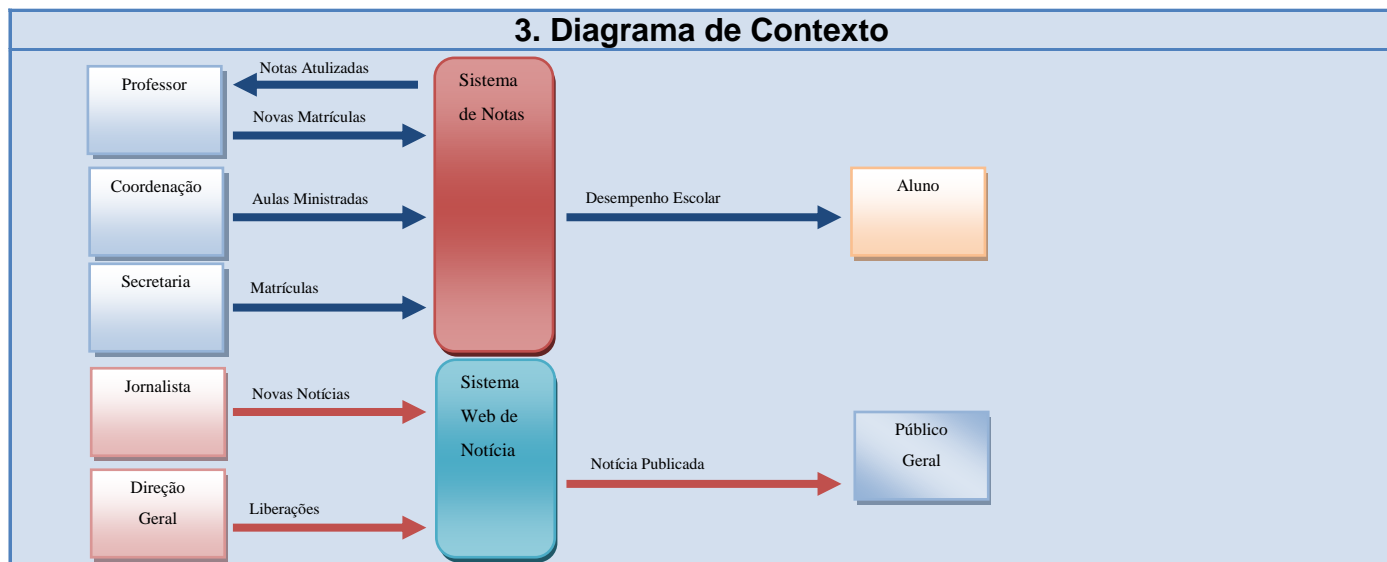 3. Diagrama de Contexto
Professor
Notas Atulizadas
Novas Matrículas
Sistema
de Notas
Coordenação
Aulas Ministradas
Desempenho Escolar
Aluno
Secretaria
Matrículas
Jornalista
Novas Notícias
Sistema
Web de
Notícia
Público
Geral
Notícia Publicada
Direção
Geral
Liberações